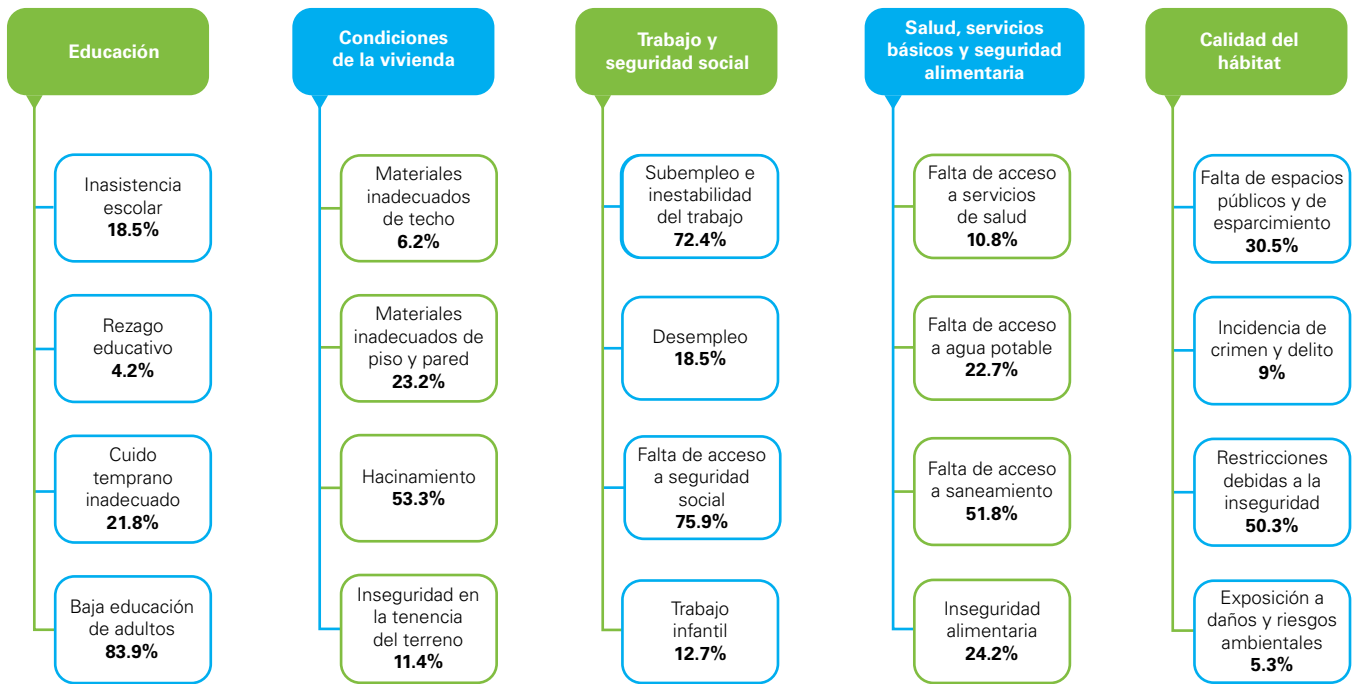 Educación
Inasistencia
escolar
18.5%
Rezago
educativo
4.2%
Cuido
temprano
inadecuado
21.8%
Baja educación
de adultos
83.9%
Condiciones
de la vivienda
Materiales
inadecuados
de techo
6.2%
Materiales
inadecuados de
piso y pared
23.2%
Hacinamiento
53.3%
Inseguridad en
la tenencia
del terreno
11.4%
Trabajo y
seguridad social
Subempleo e
inestabilidad
del trabajo
72.4%
Desempleo
18.5%
Falta de acceso
a seguridad
social
75.9%
Trabajo
infantil
12.7%
Salud, servicios
básicos y seguridad
alimentaria
Falta de acceso
a servicios
de salud
10.8%
Falta de acceso
a agua potable
22.7%
Falta de acceso
a saneamiento
51.8%
Inseguridad
alimentaria
24.2%
Calidad del
hábitat
Falta de espacios
públicos y de
esparcimiento
30.5%
Incidencia de
crimen y delito
9%
Restricciones
debidas a la
inseguridad
50.3%
Exposición a
daños y riesgos
ambientales
5.3%